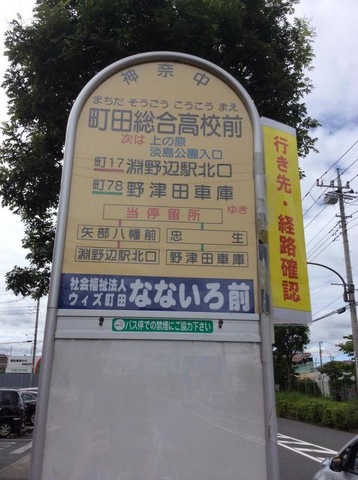 神奈中
まちだ そうごう こうこう まえ
町田総合高校前
次は 上の原
淡島公園入口
町17 淵野辺駅北口
町78 野津田車庫
ゆき
当停留所
矢部八幡前 忠生
淵野辺駅北口 野津田車庫
社会福祉法人
ウィズ町田 なないろ前
バス停での禁煙にご協力下さい
行き先・経路確認